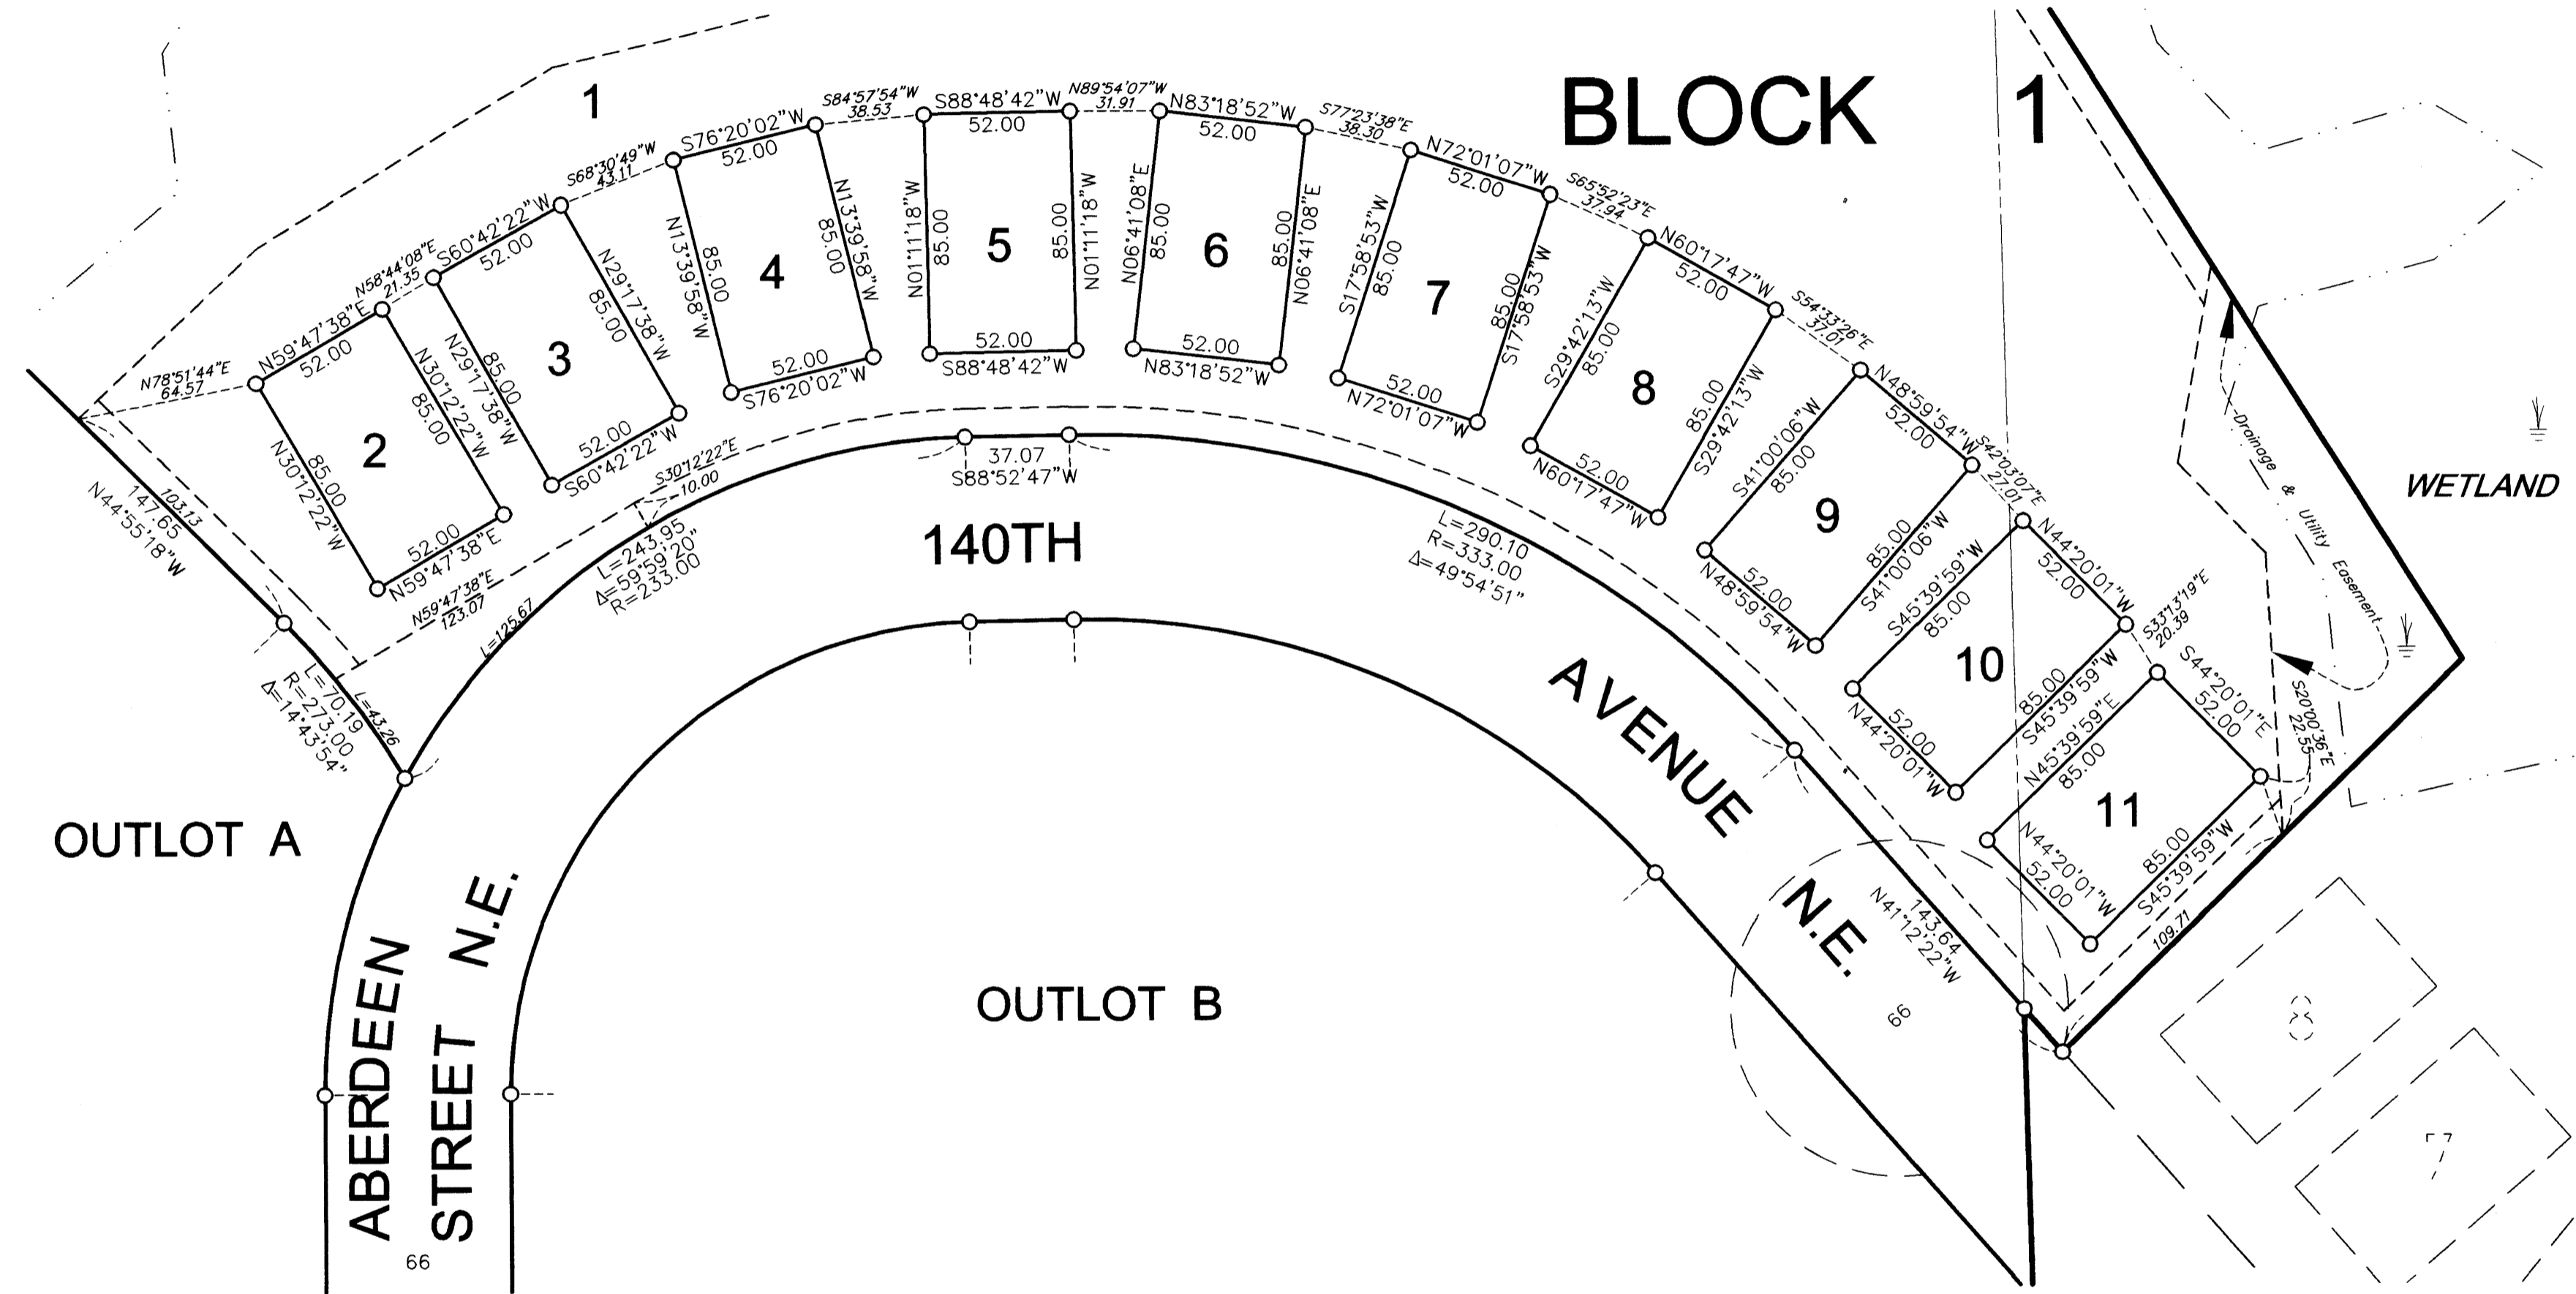 BLOCK 1
1
N78°51'44"E
64.57
N59°47'38"E
52.00
N58°44'08"E
21.35
S60°42'22"W
52.00
S68°30'49"W
43.11
S76°20'02"W
52.00
S84°57'54"W
38.53
S88°48'42"W
52.00
N89°54'07"W
31.91
N83°18'52"W
52.00
S77°23'38"E
38.30
N72°01'07"W
52.00
S65°52'23"E
37.94
N60°17'47"W
52.00
S54°33'26"E
37.01
N48°59'54"W
52.00
S42°03'07"E
27.01
N44°20'01"W
52.00
S33°13'19"E
20.39
S44°20'01"E
52.00
S20°00'36"E
22.55
2
N30°12'22"W
85.00
N30°12'22"W
85.00
52.00
N59°47'38"E
3
N29°17'38"W
85.00
N29°17'38"W
85.00
52.00
S60°42'22"W
4
N13°39'58"W
85.00
N13°39'58"W
85.00
52.00
S76°20'02"W
5
N01°11'18"W
85.00
N01°11'18"W
85.00
52.00
S88°48'42"W
6
N06°41'08"E
85.00
N06°41'08"E
85.00
52.00
N83°18'52"W
7
S17°58'53"W
85.00
S17°58'53"W
85.00
52.00
N72°01'07"W
8
S29°42'13"W
85.00
S29°42'13"W
85.00
52.00
N60°17'47"W
9
S41°00'06"W
85.00
S41°00'06"W
85.00
52.00
N48°59'54"W
10
S45°39'59"W
85.00
S45°39'59"W
85.00
52.00
N44°20'01"W
11
N45°39'59"E
85.00
S45°39'59"W
85.00
52.00
N44°20'01"W
109.71
Drainage & Utility Easement
WETLAND
103.13
147.65
N44°55'18"W
N59°47'38"E
123.07
S30°12'22"E
10.00
L=243.95
Δ=59°59'20"
R=233.00
L=125.67
L=43.26
L=70.19
R=273.00
Δ=14°43'54"
37.07
S88°52'47"W
L=290.10
R=333.00
Δ=49°54'51"
143.64
N41°12'22"W
140TH AVENUE N.E.
66
OUTLOT A
OUTLOT B
ABERDEEN
STREET N.E.
66
8
7